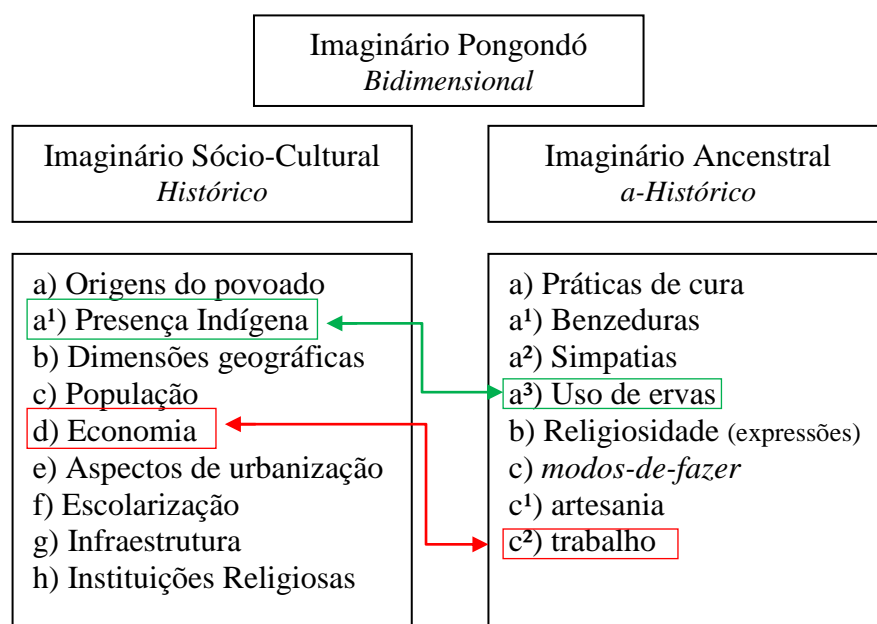 Imaginário Pongondó
Bidimensional
Imaginário Sócio-Cultural
Histórico
Imaginário Ancenstral
a-Histórico
a) Origens do povoado
a¹) Presença Indígena
b) Dimensões geográficas
c) População
d) Economia
e) Aspectos de urbanização
f) Escolarização
g) Infraestrutura
h) Instituições Religiosas
a) Práticas de cura
a¹) Benzeduras
a²) Simpatias
a³) Uso de ervas
b) Religiosidade (expressões)
c) modos-de-fazer
c¹) artesania
c²) trabalho